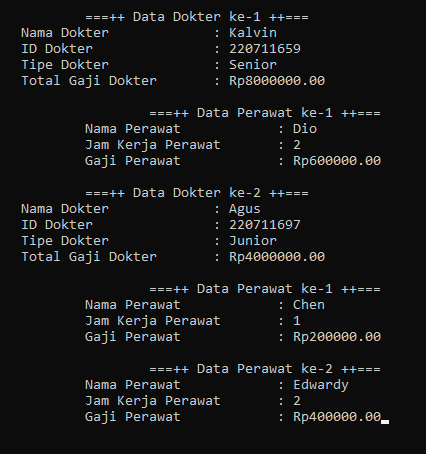 ===++ Data Dokter ke-1 ++===
Nama Dokter : Kalvin
ID Dokter : 220711659
Tipe Dokter : Senior
Total Gaji Dokter : Rp8000000.00
===++ Data Perawat ke-1 ++===
Nama Perawat : Dio
Jam Kerja Perawat : 2
Gaji Perawat : Rp600000.00
===++ Data Dokter ke-2 ++===
Nama Dokter : Agus
ID Dokter : 220711697
Tipe Dokter : Junior
Total Gaji Dokter : Rp4000000.00
===++ Data Perawat ke-1 ++===
Nama Perawat : Chen
Jam Kerja Perawat : 1
Gaji Perawat : Rp200000.00
===++ Data Perawat ke-2 ++===
Nama Perawat : Edwardy
Jam Kerja Perawat : 2
Gaji Perawat : Rp400000.00